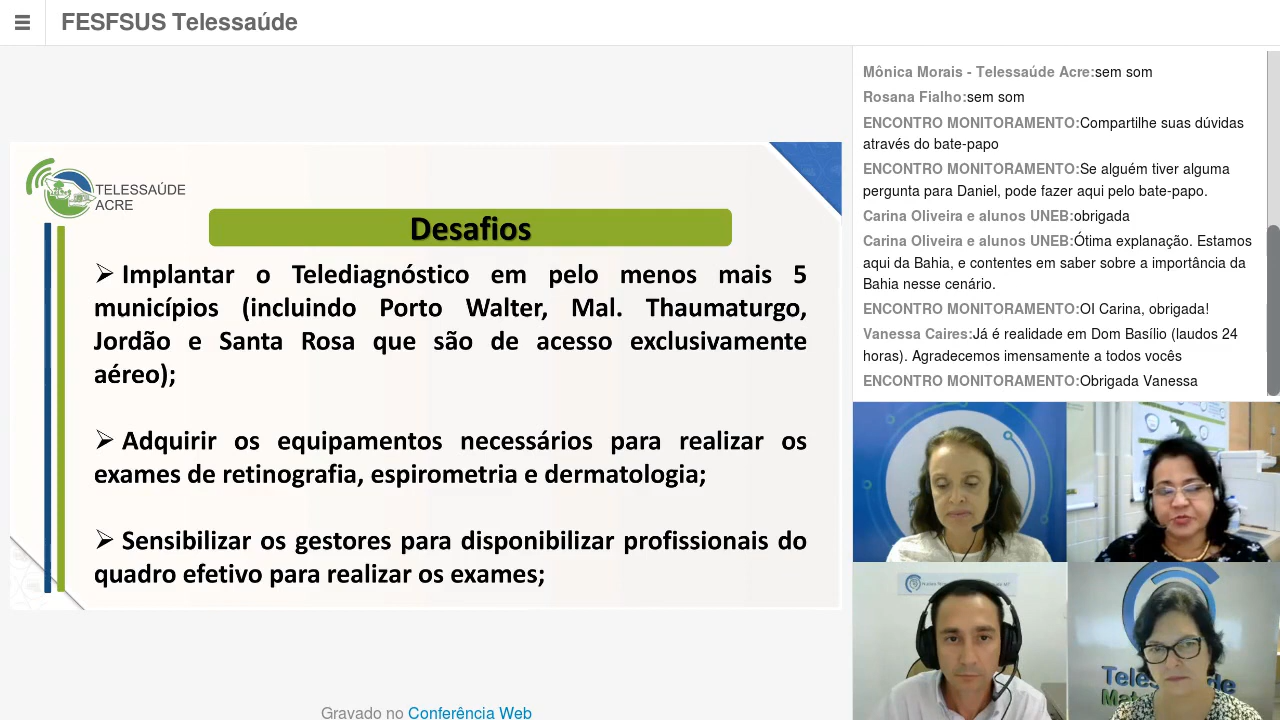 FESFSUS Telessaúde
TELESSAÚDE
ACRE
Desafios
➢ Implantar o Telediagnóstico em pelo menos mais 5
municípios (incluindo Porto Walter, Mal. Thaumaturgo,
Jordão e Santa Rosa que são de acesso exclusivamente
aéreo);
➢ Adquirir os equipamentos necessários para realizar os
exames de retinografia, espirometria e dermatologia;
➢ Sensibilizar os gestores para disponibilizar profissionais do
quadro efetivo para realizar os exames;
Gravado no Conferência Web
Mônica Morais - Telessaúde Acre:sem som
Rosana Fialho:sem som
ENCONTRO MONITORAMENTO:Compartilhe suas dúvidas
através do bate-papo
ENCONTRO MONITORAMENTO:Se alguém tiver alguma
pergunta para Daniel, pode fazer aqui pelo bate-papo.
Carina Oliveira e alunos UNEB:obrigada
Carina Oliveira e alunos UNEB:Ótima explanação. Estamos
aqui da Bahia, e contentes em saber sobre a importância da
Bahia nesse cenário.
ENCONTRO MONITORAMENTO:OI Carina, obrigada!
Vanessa Caires:Já é realidade em Dom Basílio (laudos 24
horas). Agradecemos imensamente a todos vocês
ENCONTRO MONITORAMENTO:Obrigada Vanessa